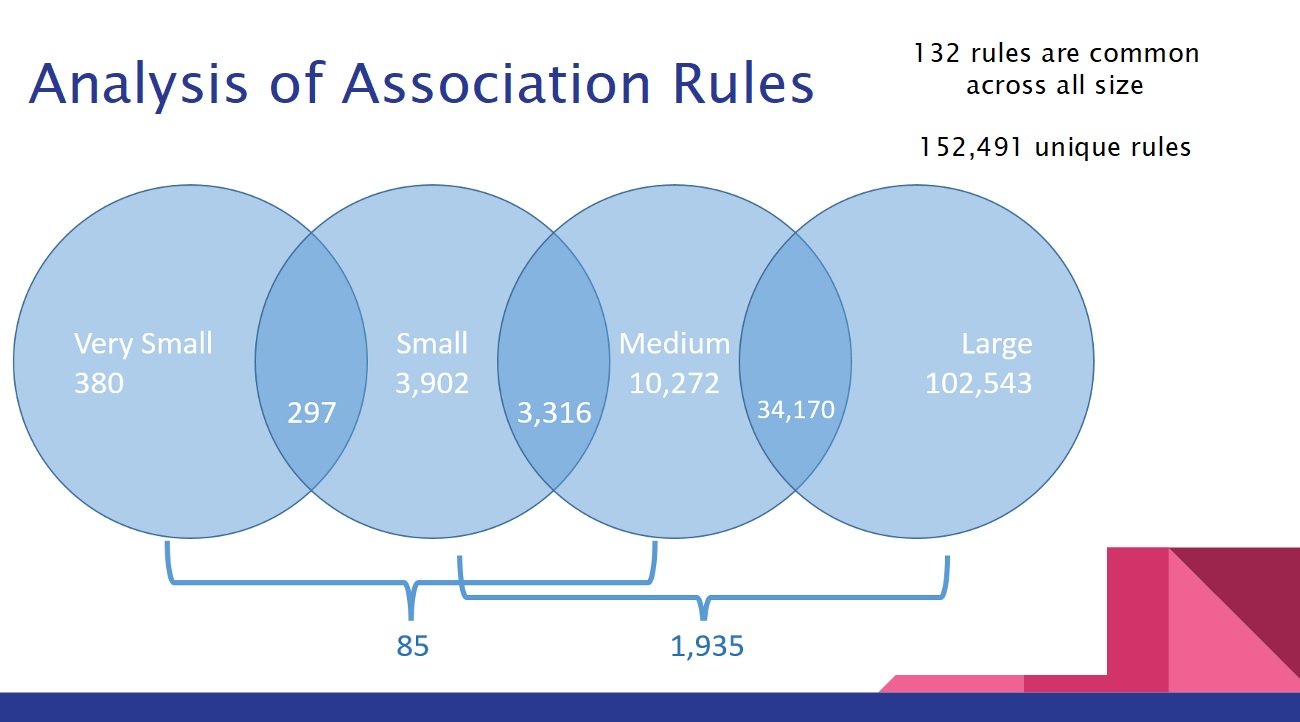 Analysis of Association Rules
132 rules are common
across all size
152,491 unique rules
Very Small
380
297
Small
3,902
3,316
Medium
10,272
34,170
Large
102,543
85
1,935